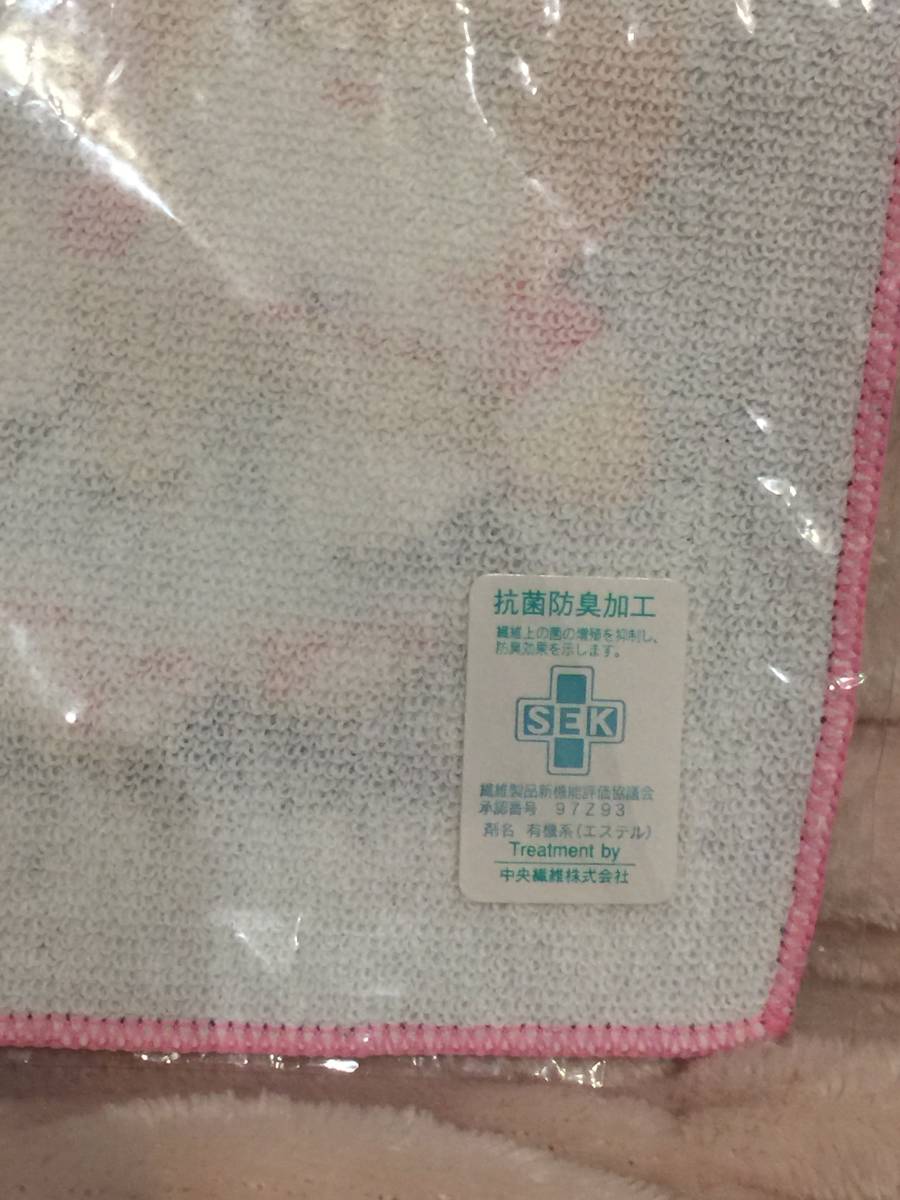 抗菌防臭加工
繊維上の菌の増殖を抑制し、
防臭効果を示します。
SEK
繊維製品新機能評価協議会
承認番号 97Z93
剤名 有機系(エステル)
Treatment by
中央繊維株式会社